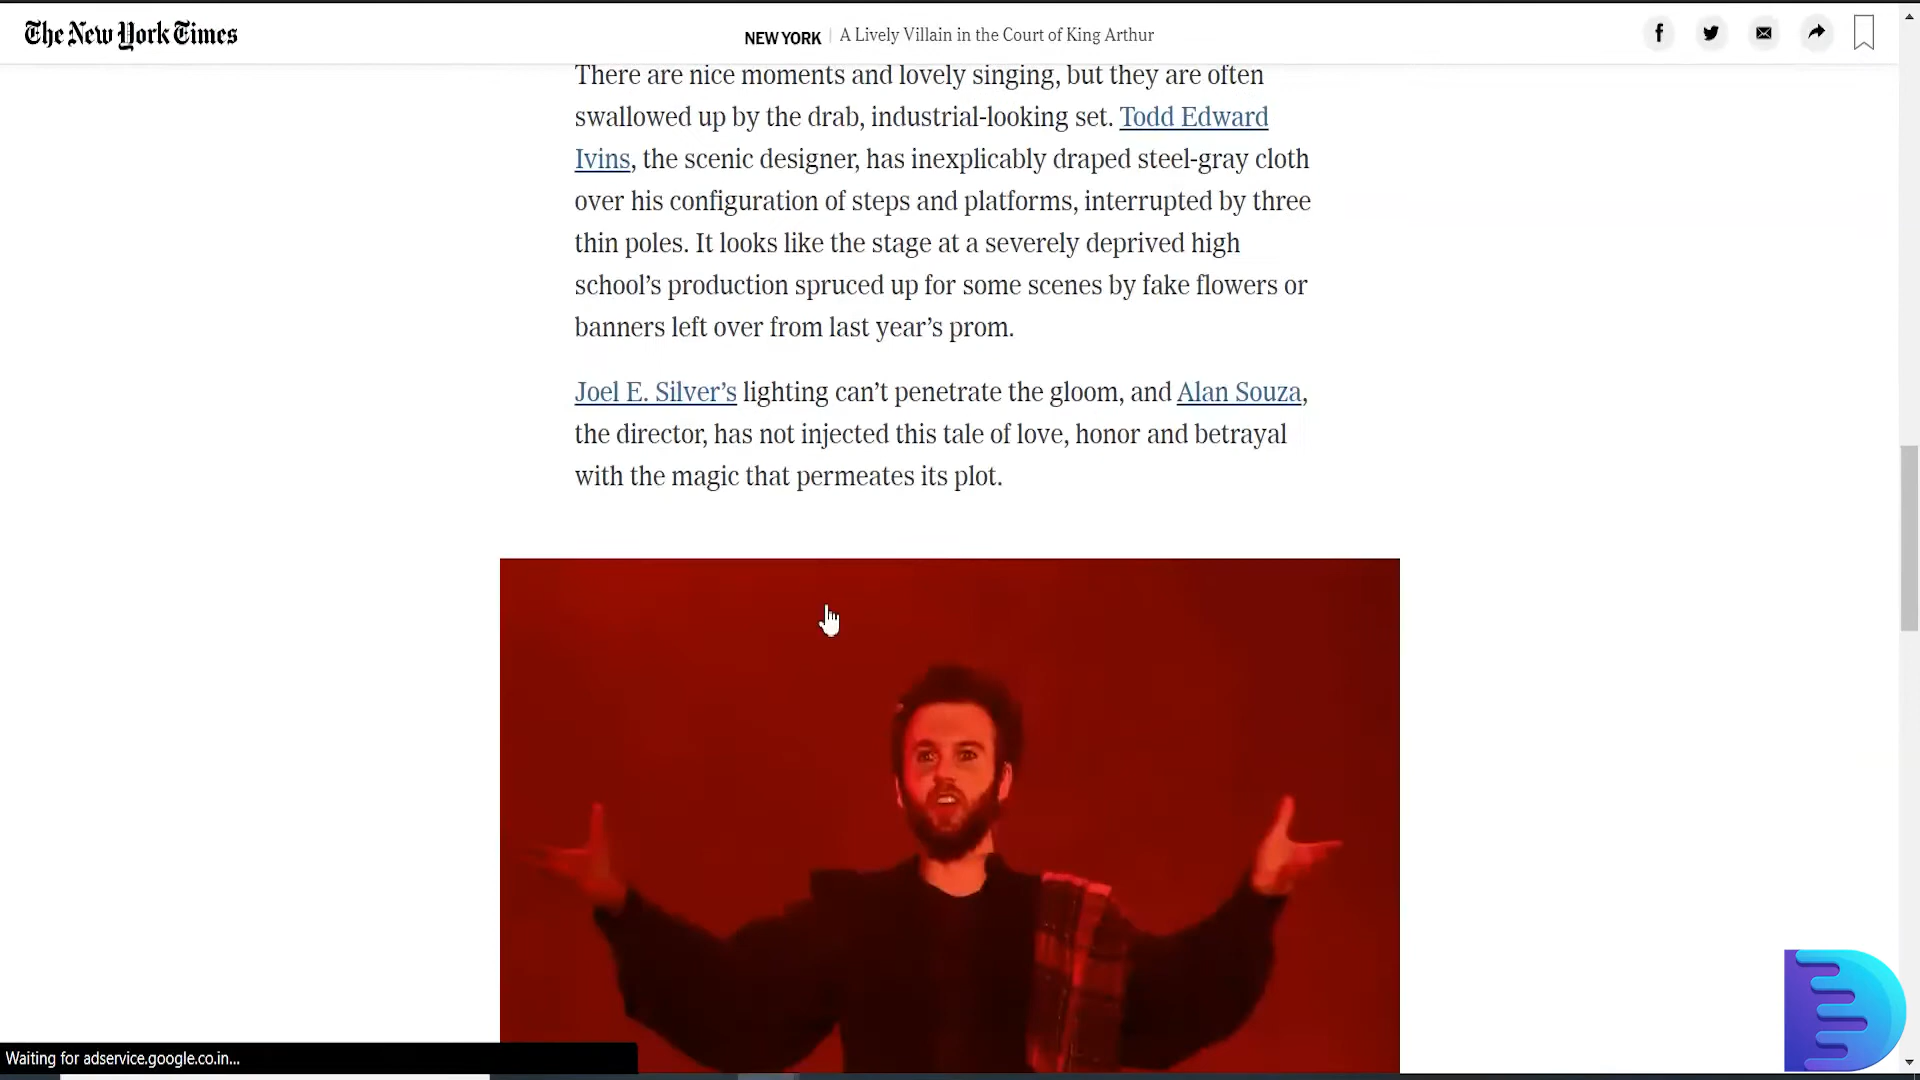 The New York Times
NEW YORK | A Lively Villain in the Court of King Arthur
There are nice moments and lovely singing, but they are often
swallowed up by the drab, industrial-looking set. Todd Edward
Ivins, the scenic designer, has inexplicably draped steel-gray cloth
over his configuration of steps and platforms, interrupted by three
thin poles. It looks like the stage at a severely deprived high
school’s production spruced up for some scenes by fake flowers or
banners left over from last year’s prom.
Joel E. Silver’s lighting can’t penetrate the gloom, and Alan Souza,
the director, has not injected this tale of love, honor and betrayal
with the magic that permeates its plot.
Waiting for adservice.google.co.in...